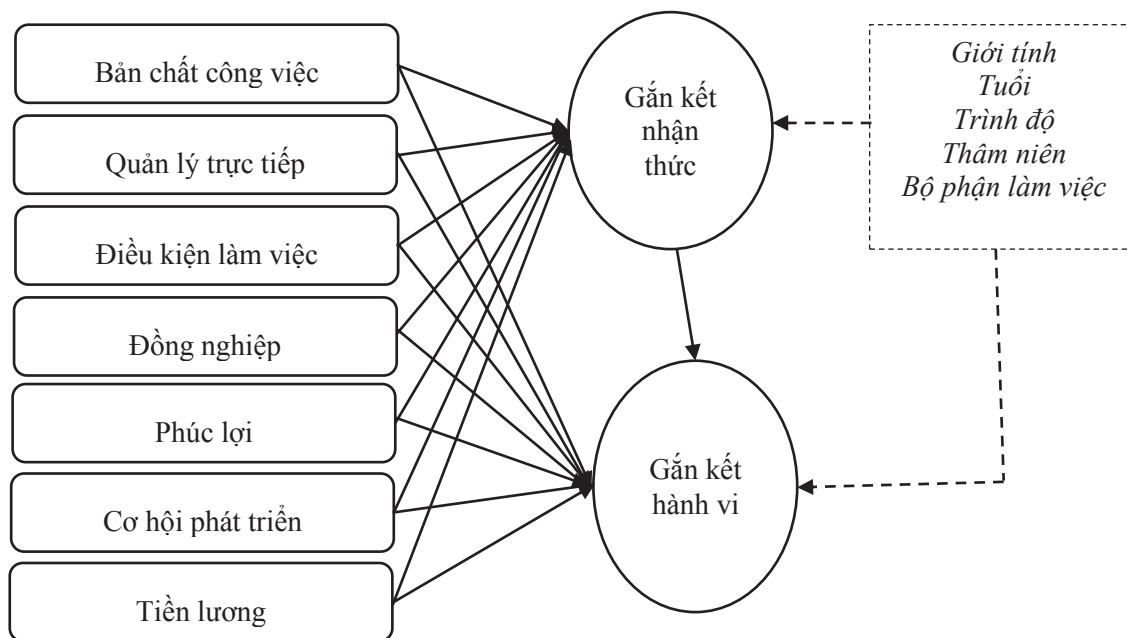 Bản chất công việc
Quản lý trực tiếp
Điều kiện làm việc
Đồng nghiệp
Phúc lợi
Cơ hội phát triển
Tiền lương
Gắn kết
nhận
thức
Gắn kết
hành vi
Giới tính
Tuổi
Trình độ
Thâm niên
Bộ phận làm việc